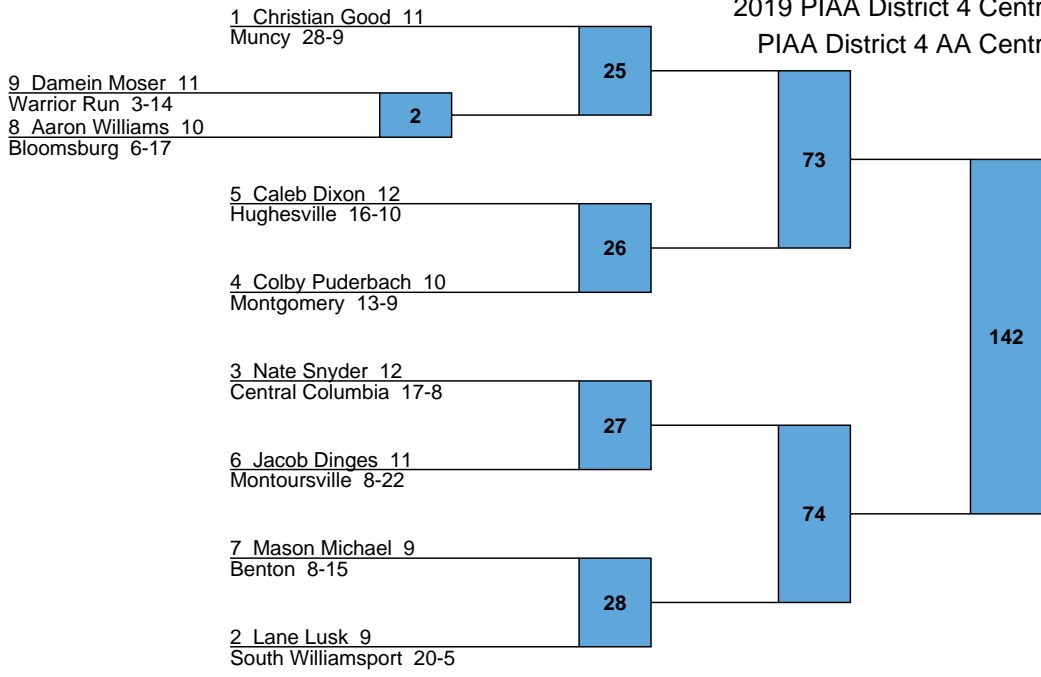 2019 PIAA District 4 Centr
PIAA District 4 AA Centr
1 Christian Good 11
Muncy 28-9
25
9 Damein Moser 11
Warrior Run 3-14
2
8 Aaron Williams 10
Bloomsburg 6-17
73
5 Caleb Dixon 12
Hughesville 16-10
26
4 Colby Puderbach 10
Montgomery 13-9
142
3 Nate Snyder 12
Central Columbia 17-8
27
6 Jacob Dinges 11
Montoursville 8-22
74
7 Mason Michael 9
Benton 8-15
28
2 Lane Lusk 9
South Williamsport 20-5